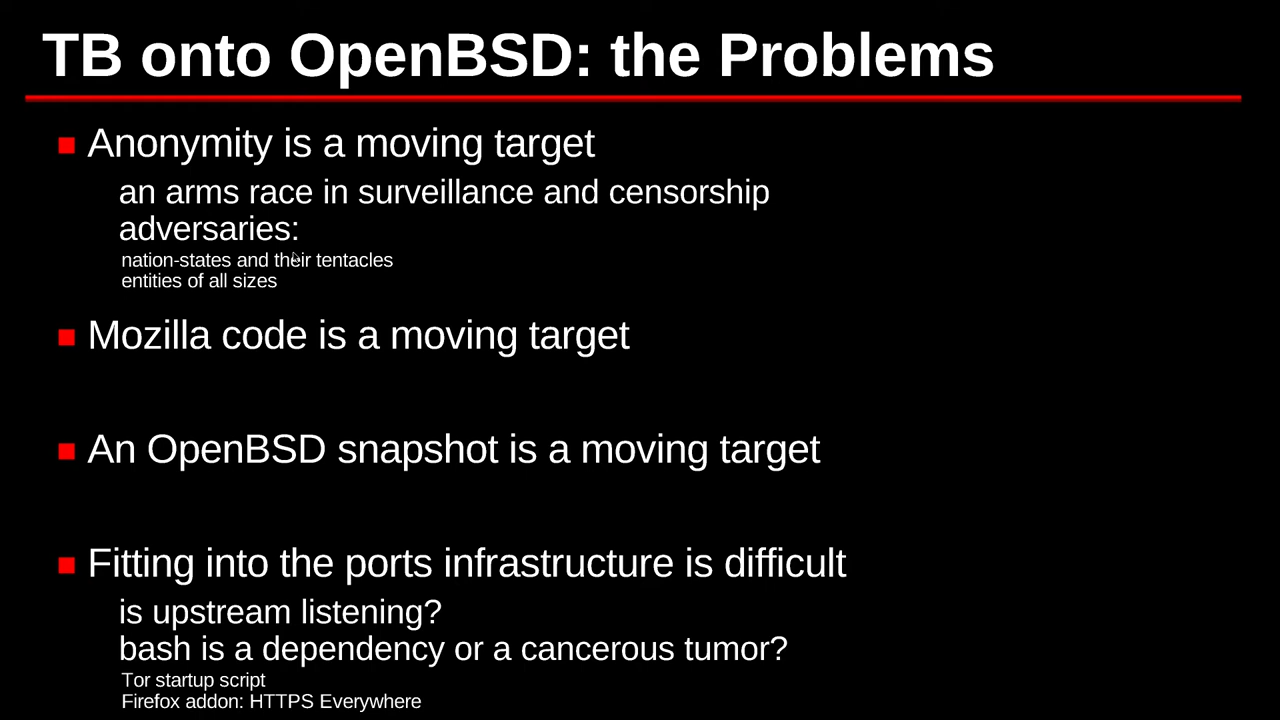 TB onto OpenBSD: the Problems
Anonymity is a moving target
an arms race in surveillance and censorship
adversaries:
nation-states and their tentacles
entities of all sizes
Mozilla code is a moving target
An OpenBSD snapshot is a moving target
Fitting into the ports infrastructure is difficult
is upstream listening?
bash is a dependency or a cancerous tumor?
Tor startup script
Firefox addon: HTTPS Everywhere